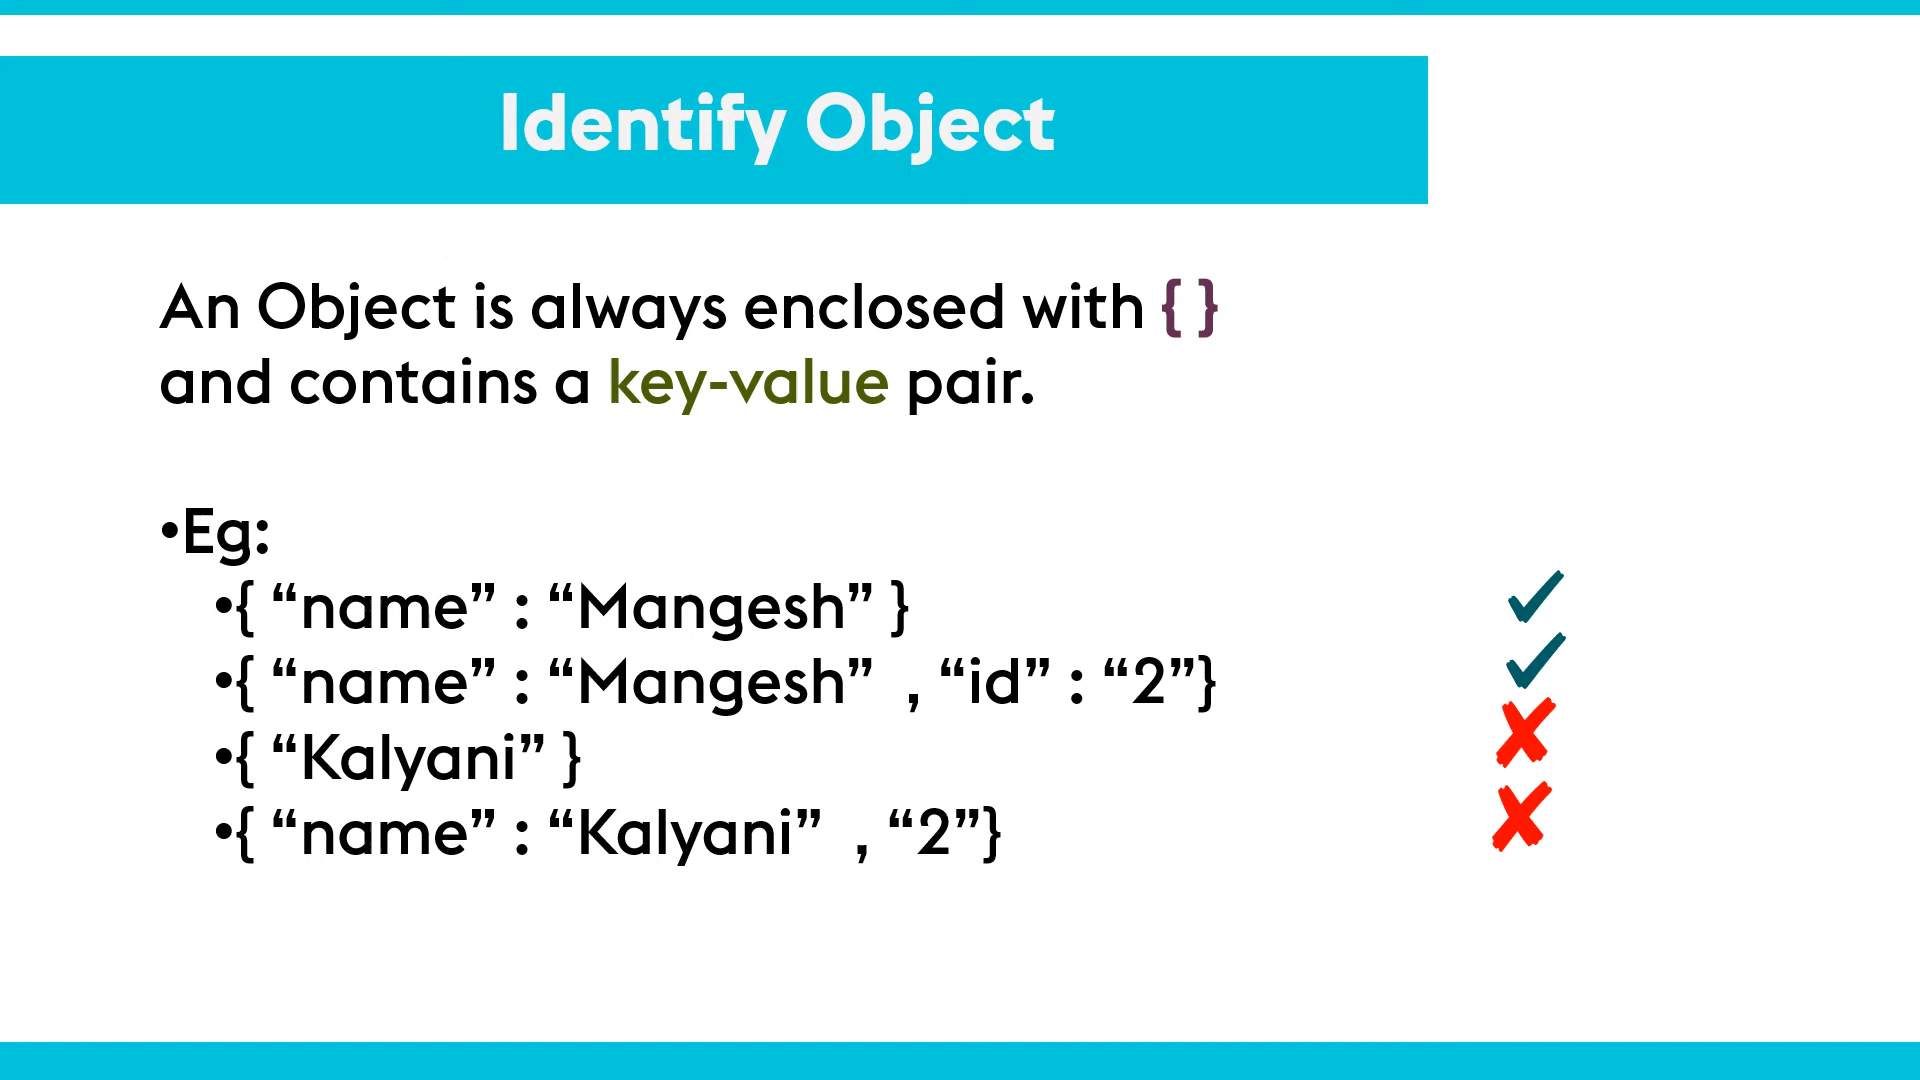 Identify Object
An Object is always enclosed with { }
and contains a key-value pair.
•Eg:
•{ “name” : “Mangesh” }
•{ “name” : “Mangesh”  , “id” : “2”}
•{ “Kalyani” }
•{ “name” : “Kalyani”  , “2”}